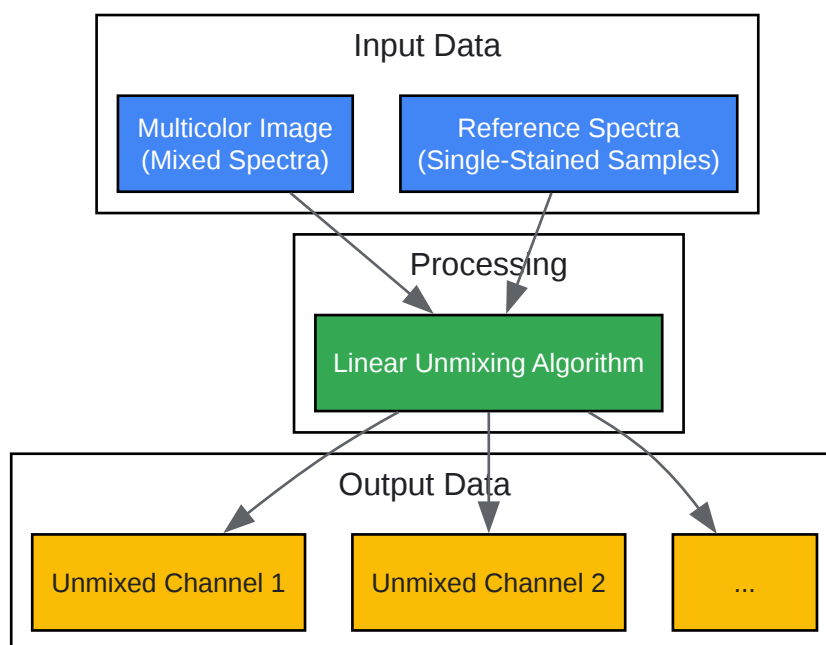 Input Data
Multicolor Image
(Mixed Spectra)
Reference Spectra
(Single-Stained Samples)
Processing
Linear Unmixing Algorithm
Output Data
Unmixed Channel 1
Unmixed Channel 2
...